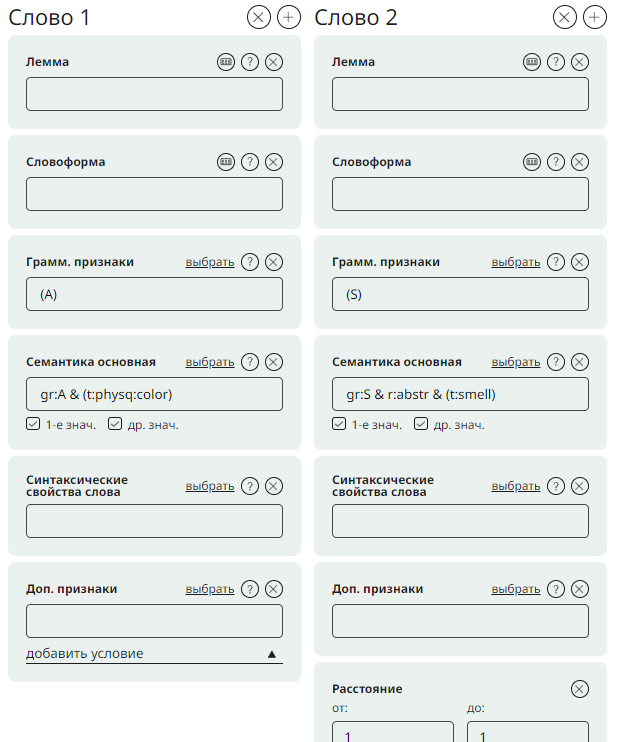 Слово 1
Лемма
?
Словоформа
?
Грамм. признаки выбрать ?
(A)
Семантика основная выбрать ?
gr:A & (t:physq:color)
1-е знач. др. знач.
Синтаксические
свойства слова выбрать ?
Доп. признаки выбрать ?
добавить условие
Слово 2
Лемма
?
Словоформа
?
Грамм. признаки выбрать ?
(S)
Семантика основная выбрать ?
gr:S & r:abstr & (t:smell)
1-е знач. др. знач.
Синтаксические
свойства слова выбрать ?
Доп. признаки выбрать ?
Расстояние
от: до:
1 1